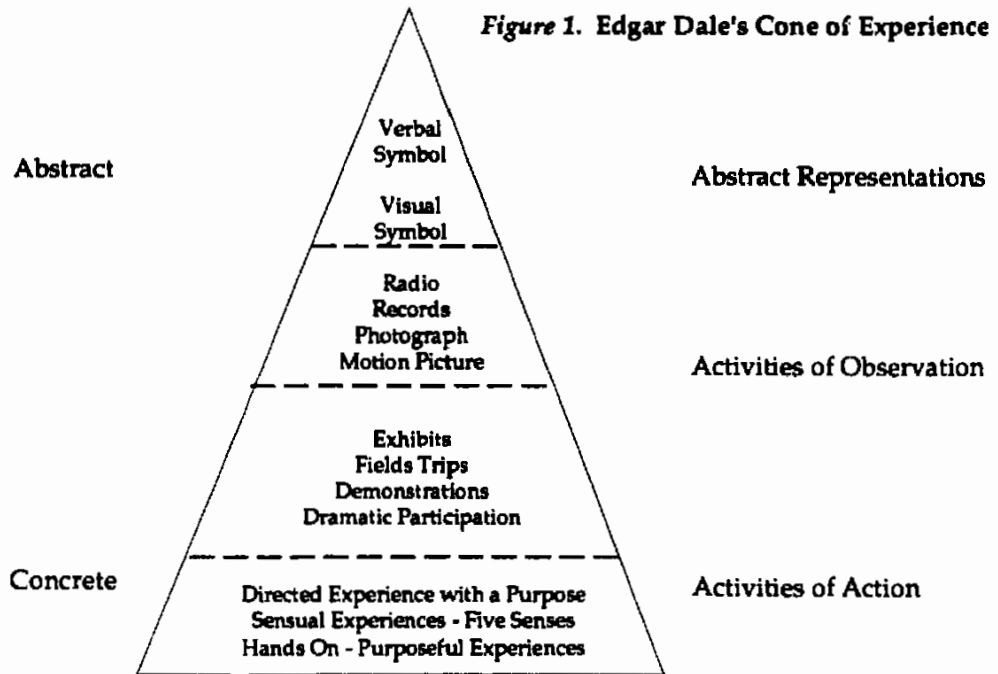 Figure 1. Edgar Dale's Cone of Experience
Verbal
Symbol
Abstract
Abstract Representations
Visual
Symbol
Radio
Records
Photograph
Motion Picture
Activities of Observation
Exhibits
Fields Trips
Demonstrations
Dramatic Participation
Concrete
Activities of Action
Directed Experience with a Purpose
Sensual Experiences - Five Senses
Hands On - Purposeful Experiences